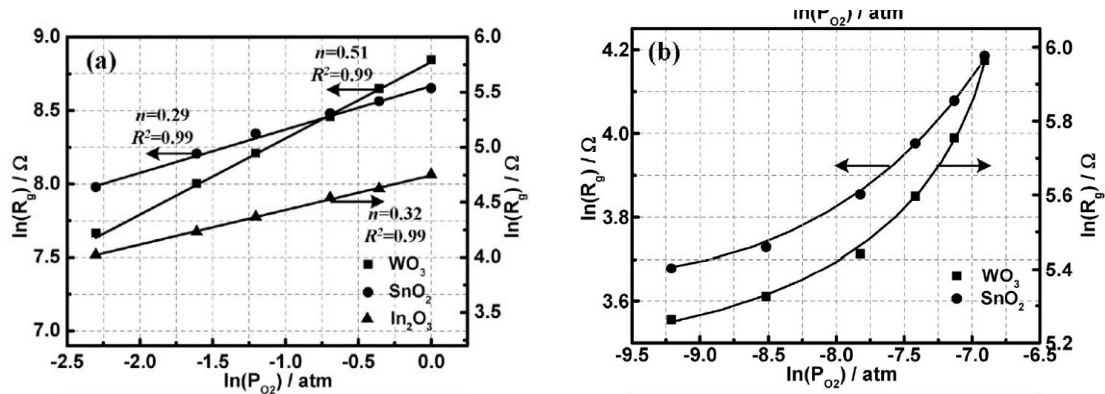 (a)
n=0.51
R²=0.99
n=0.29
R²=0.99
n=0.32
R²=0.99
WO₃
SnO₂
In₂O₃
ln(R_g) / Ω
9.0
8.5
8.0
7.5
7.0
ln(R_g) / Ω
6.0
5.5
5.0
4.5
4.0
3.5
-2.5 -2.0 -1.5 -1.0 -0.5 0.0
ln(P_O2) / atm
ln(P_O2) / atm
(b)
WO₃
SnO₂
ln(R_g) / Ω
4.2
4.0
3.8
3.6
ln(R_g) / Ω
6.0
5.8
5.6
5.4
5.2
-9.5 -9.0 -8.5 -8.0 -7.5 -7.0 -6.5
ln(P_O2) / atm